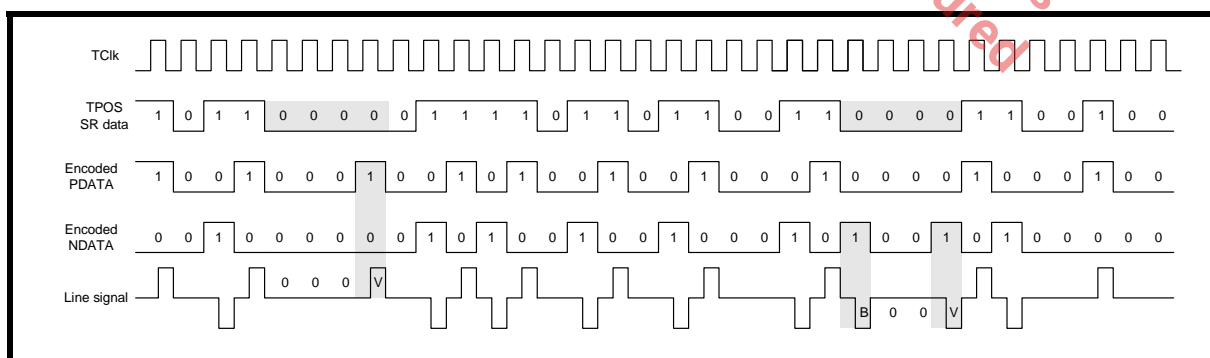 TClk
TPOS
SR data
1 0 1 1 0 0 0 0 0 1 1 1 1 0 1 1 0 1 1 0 0 1 1 0 0 0 0 1 1 0 0 1 0 0
Encoded
PDATA
1 0 0 1 0 0 0 1 0 0 1 0 1 0 0 1 0 0 1 0 0 0 1 0 0 0 0 1 0 0 0 1 0 0
Encoded
NDATA
0 0 1 0 0 0 0 0 0 1 0 1 0 0 1 0 0 1 0 0 0 1 0 1 0 0 1 0 1 0 0 0 0 0
Line signal
0 0 0 V
B 0 0 V